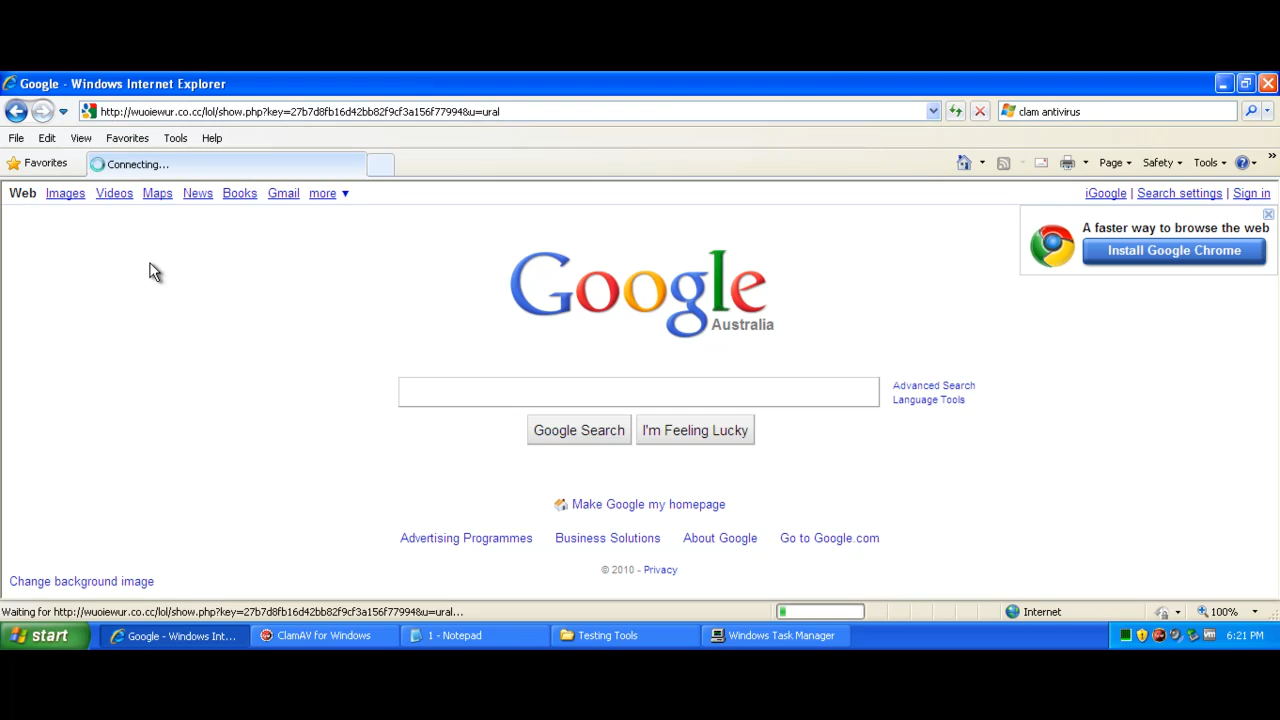 Google - Windows Internet Explorer
http://wuoiewur.co.cc/lol/show.php?key=27b7d8fb16d42bb82f9cf3a156f77994&u=ural
clam antivirus
File Edit View Favorites Tools Help
Favorites Connecting... Page Safety Tools
Web Images Videos Maps News Books Gmail more iGoogle | Search settings | Sign in
A faster way to browse the web
Install Google Chrome
Google
Australia
Advanced Search
Language Tools
Google Search I'm Feeling Lucky
Make Google my homepage
Advertising Programmes Business Solutions About Google Go to Google.com
© 2010 - Privacy
Change background image
Waiting for http://wuoiewur.co.cc/lol/show.php?key=27b7d8fb16d42bb82f9cf3a156f77994&u=ural... Internet 100%
start Google - Windows Int... ClamAV for Windows 1 - Notepad Testing Tools Windows Task Manager 6:21 PM